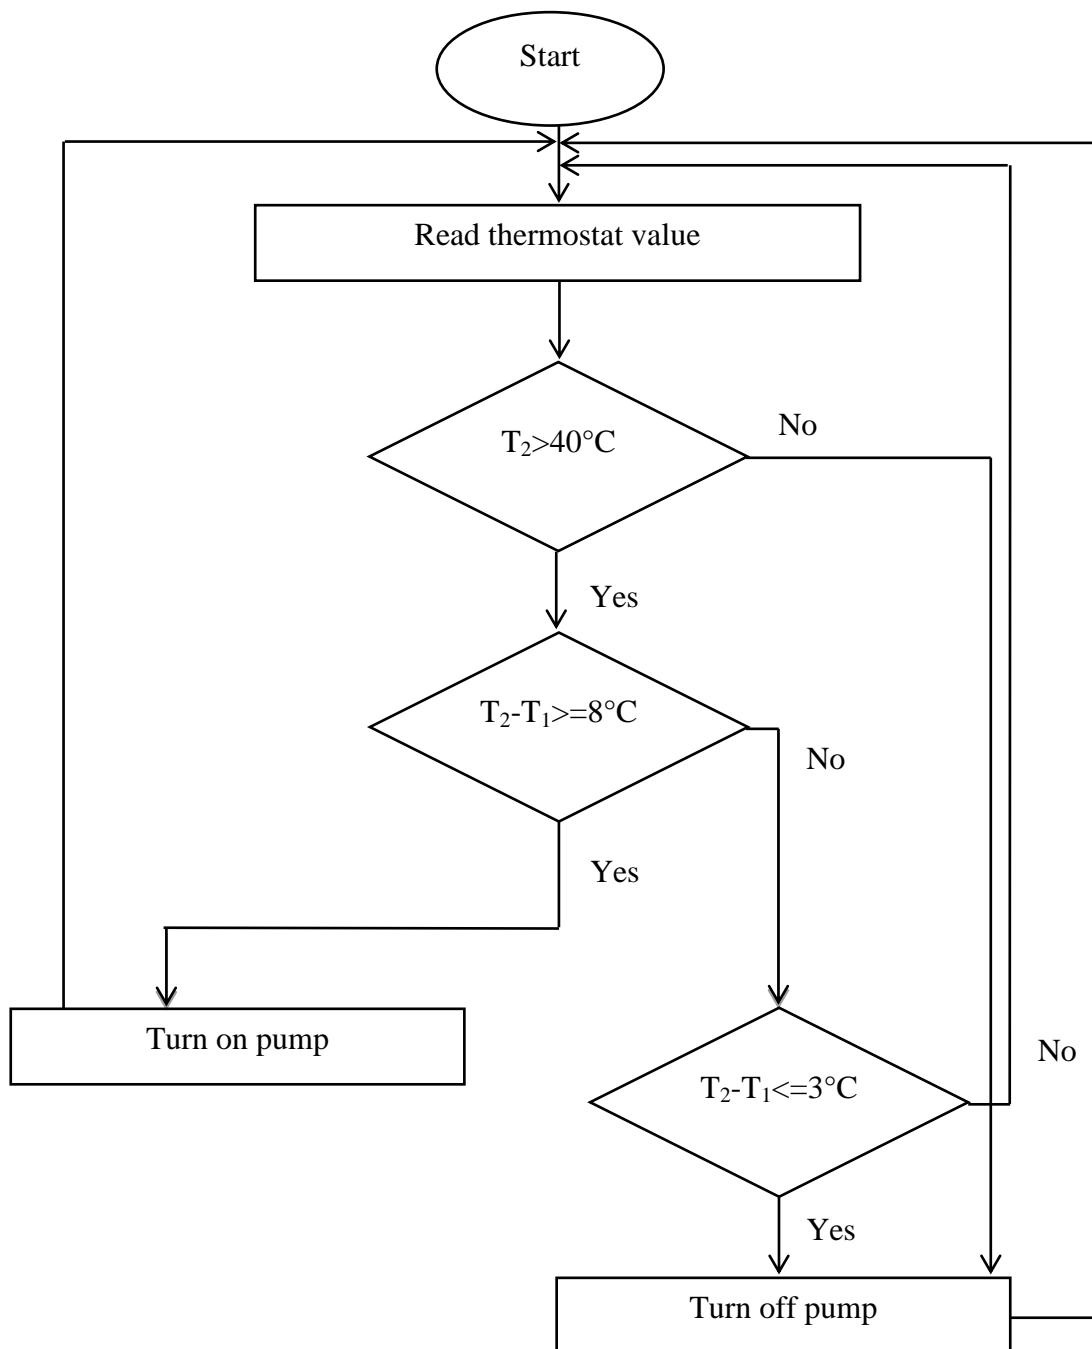 Start
Read thermostat value
T₂>40°C
No
Yes
T₂-T₁>=8°C
No
Yes
Turn on pump
No
T₂-T₁<=3°C
Yes
Turn off pump